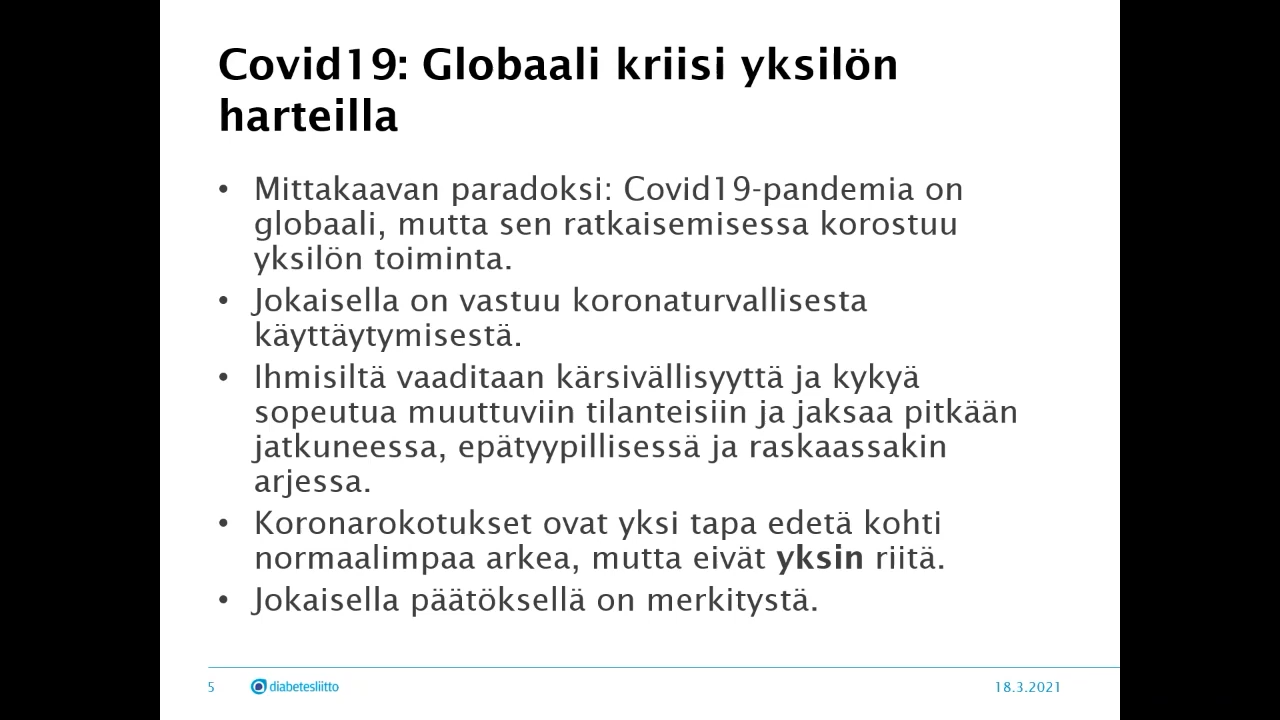 Covid19: Globaali kriisi yksilön
harteilla
• Mittakaavan paradoksi: Covid19-pandemia on
globaali, mutta sen ratkaisemisessa korostuu
yksilön toiminta.
• Jokaisella on vastuu koronaturvallisesta
käyttäytymisestä.
• Ihmisiltä vaaditaan kärsivällisyyttä ja kykyä
sopeutua muuttuviin tilanteisiin ja jaksaa pitkään
jatkuneessa, epätyypillisessä ja raskaassakin
arjessa.
• Koronarokotukset ovat yksi tapa edetä kohti
normaalimpaa arkea, mutta eivät yksin riitä.
• Jokaisella päätöksellä on merkitystä.
5 diabetesliitto 18.3.2021